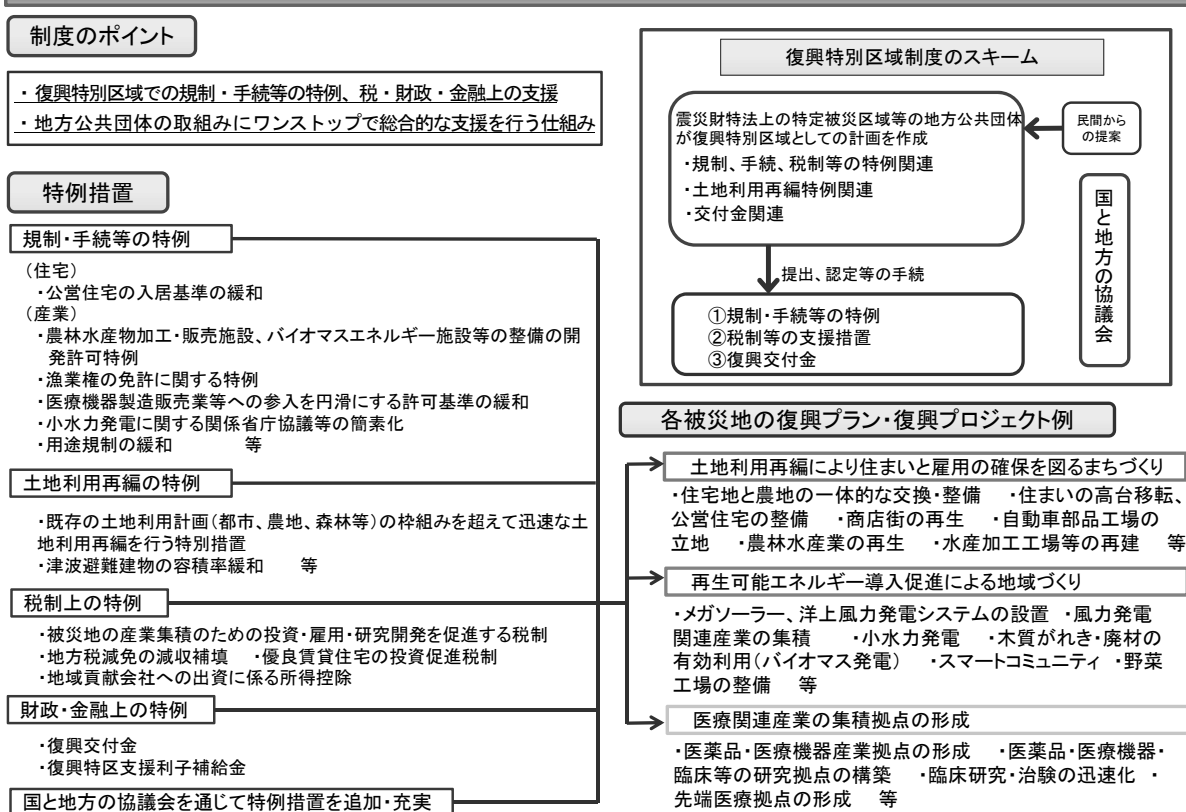 制度のポイント
・復興特別区域での規制・手続等の特例、税・財政・金融上の支援
・地方公共団体の取組みにワンストップで総合的な支援を行う仕組み
特例措置
規制・手続等の特例
（住宅）
・公営住宅の入居基準の緩和
（産業）
・農林水産物加工・販売施設、バイオマスエネルギー施設等の整備の開
発許可特例
・漁業権の免許に関する特例
・医療機器製造販売業等への参入を円滑にする許可基準の緩和
・小水力発電に関する関係省庁協議等の簡素化
・用途規制の緩和　　　等
土地利用再編の特例
・既存の土地利用計画（都市、農地、森林等）の枠組みを超えて迅速な土
地利用再編を行う特別措置
・津波避難建物の容積率緩和　　等
税制上の特例
・被災地の産業集積のための投資・雇用・研究開発を促進する税制
・地方税減免の減収補填　・優良賃貸住宅の投資促進税制
・地域貢献会社への出資に係る所得控除
財政・金融上の特例
・復興交付金
・復興特区支援利子補給金
国と地方の協議会を通じて特例措置を追加・充実
復興特別区域制度のスキーム
震災財特法上の特定被災区域等の地方公共団体
が復興特別区域としての計画を作成
・規制、手続、税制等の特例関連
・土地利用再編特例関連
・交付金関連
民間から
の提案
国と地方の協議会
提出、認定等の手続
①規制・手続等の特例
②税制等の支援措置
③復興交付金
各被災地の復興プラン・復興プロジェクト例
土地利用再編により住まいと雇用の確保を図るまちづくり
・住宅地と農地の一体的な交換・整備　・住まいの高台移転、
公営住宅の整備　・商店街の再生　・自動車部品工場の
立地　・農林水産業の再生　・水産加工工場等の再建　等
再生可能エネルギー導入促進による地域づくり
・メガソーラー、洋上風力発電システムの設置　・風力発電
関連産業の集積　　・小水力発電　・木質がれき・廃材の
有効利用（バイオマス発電）　・スマートコミュニティ　・野菜
工場の整備　等
医療関連産業の集積拠点の形成
・医薬品・医療機器産業拠点の形成　・医薬品・医療機器・
臨床等の研究拠点の構築　・臨床研究・治験の迅速化　・
先端医療拠点の形成　等